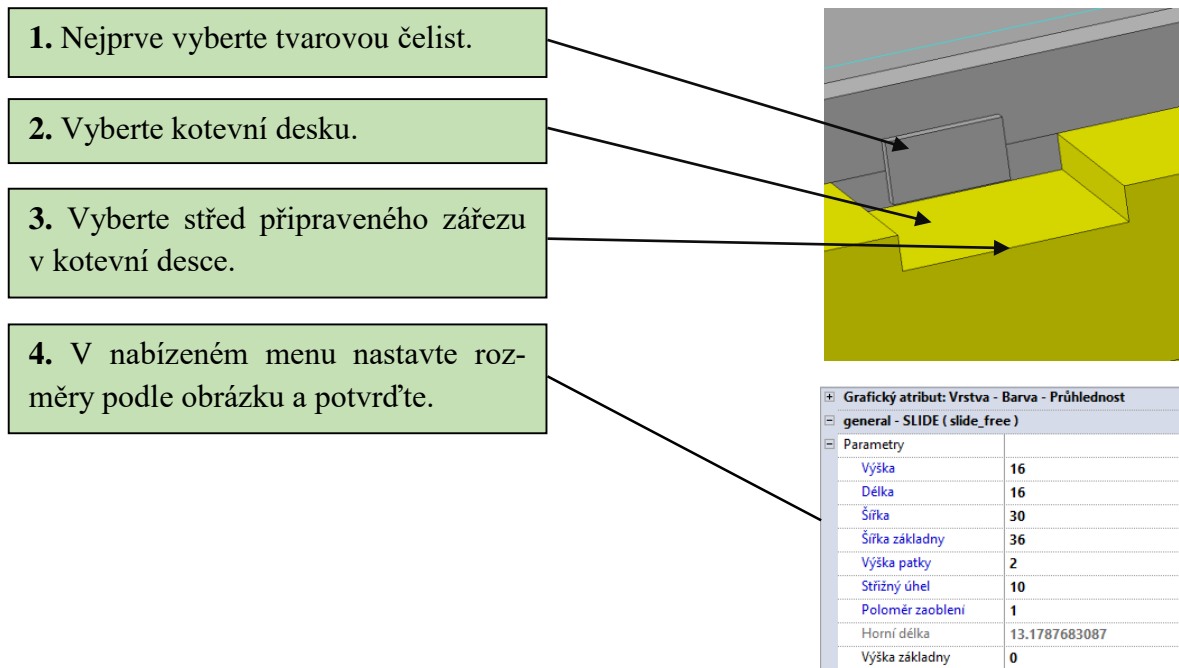 1. Nejprve vyberte tvarovou čelist.
2. Vyberte kotevní desku.
3. Vyberte střed připraveného zářezu
v kotevní desce.
4. V nabízeném menu nastavte roz-
měry podle obrázku a potvrďte.
Grafický atribut: Vrstva - Barva - Průhlednost
general - SLIDE ( slide_free )
Parametry
Výška 16
Délka 16
Šířka 30
Šířka základny 36
Výška patky 2
Střižný úhel 10
Poloměr zaoblení 1
Horní délka 13.1787683087
Výška základny 0